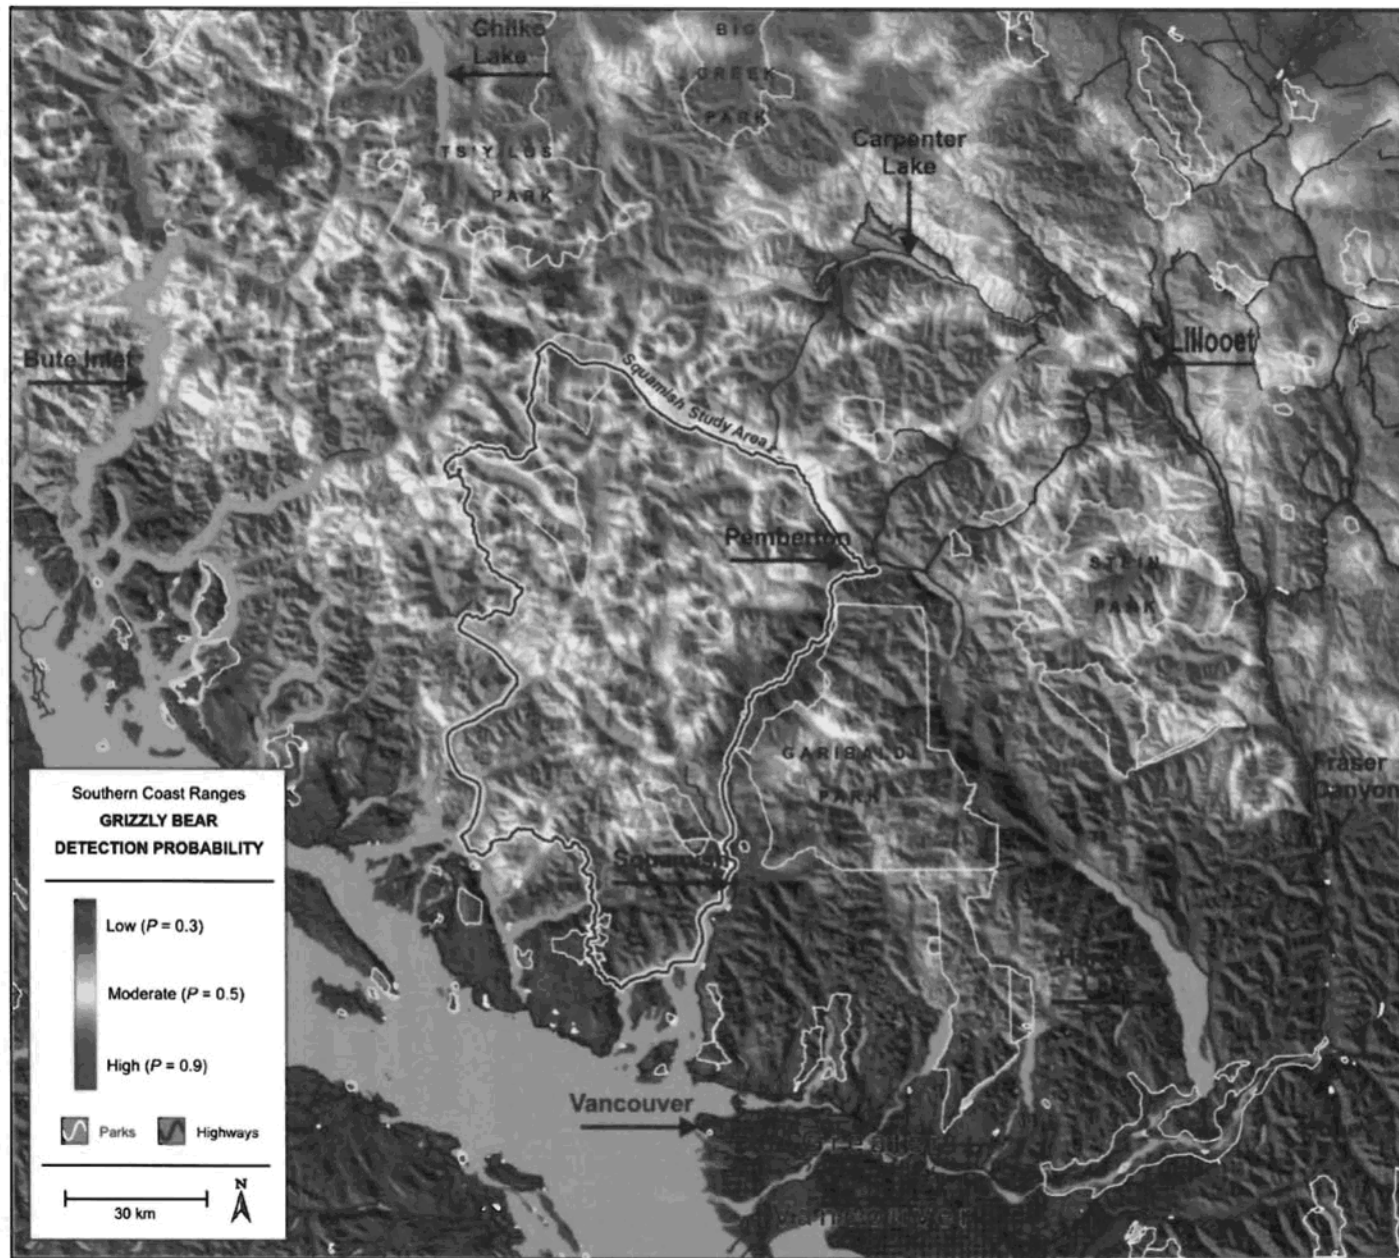 Chilko
Lake
BIG
CREEK
PARK
TS'YLOS
PARK
Carpenter
Lake
Bute Inlet
Lillooet
Squamish Study Area
Pemberton
STEIN
PARK
GARIBALDI
PARK
Fraser
Canyon
Squamish
Lake
Vancouver
Southern Coast Ranges
GRIZZLY BEAR
DETECTION PROBABILITY
Low (P = 0.3)
Moderate (P = 0.5)
High (P = 0.9)
Parks
Highways
N
30 km